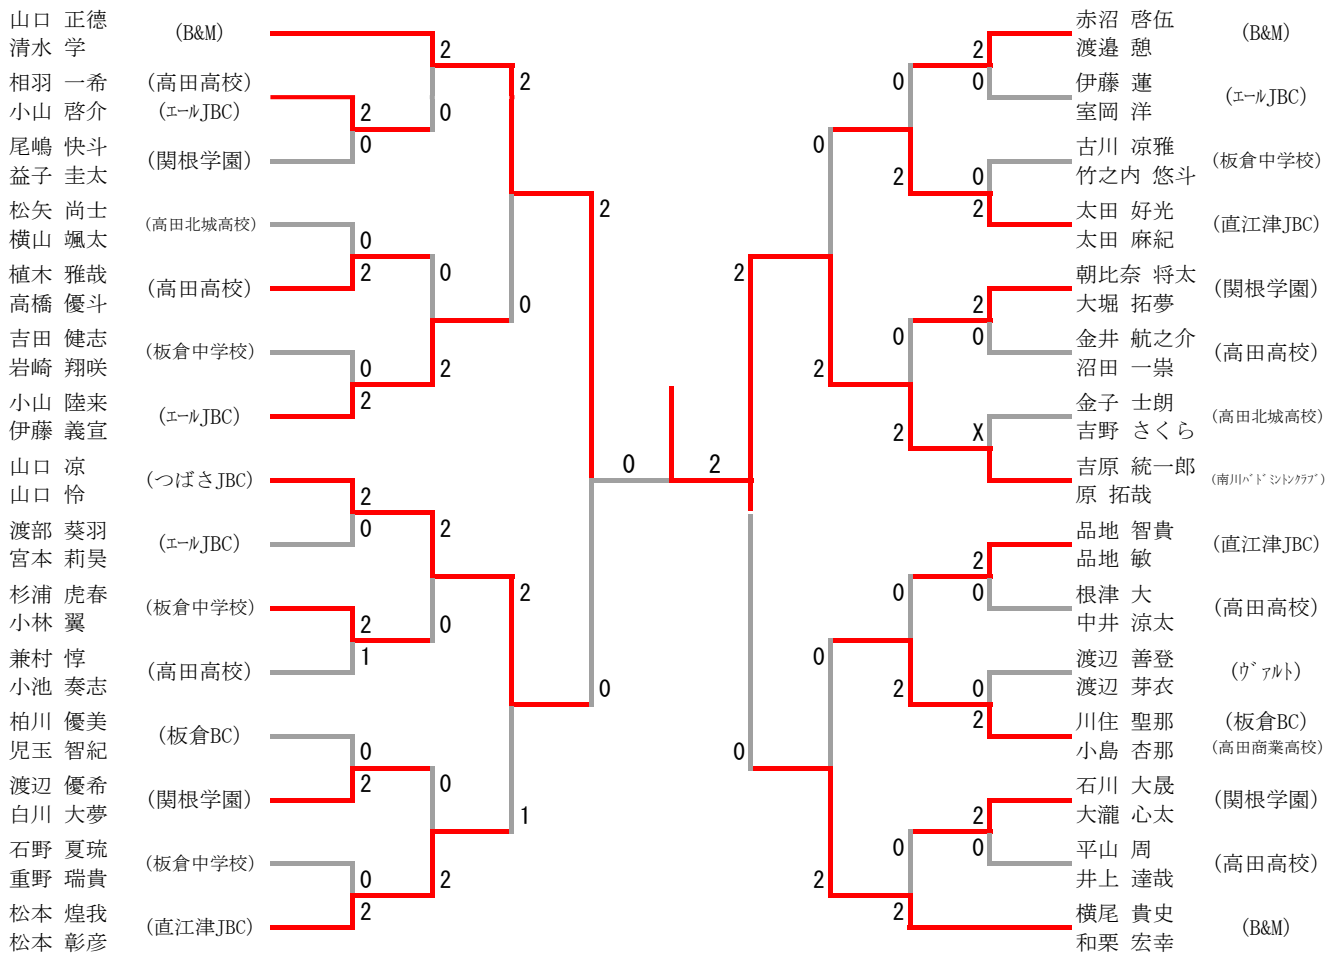 山口 正德
清水 学
(B&M)
相羽 一希
小山 啓介
(高田高校)
(ｴｰﾙJBC)
尾嶋 快斗
益子 圭太
(関根学園)
松矢 尚士
横山 颯太
(高田北城高校)
植木 雅哉
高橋 優斗
(高田高校)
吉田 健志
岩崎 翔咲
(板倉中学校)
小山 陸来
伊藤 義宣
(ｴｰﾙJBC)
山口 凉
山口 怜
(つばさJBC)
渡部 葵羽
宮本 莉昊
(ｴｰﾙJBC)
杉浦 虎春
小林 翼
(板倉中学校)
兼村 惇
小池 奏志
(高田高校)
柏川 優美
児玉 智紀
(板倉BC)
渡辺 優希
白川 大夢
(関根学園)
石野 夏琉
重野 瑞貴
(板倉中学校)
松本 煌我
松本 彰彦
(直江津JBC)
2
0
0
2
0
2
2
0
2
1
0
2
0
2
2
0
0
2
2
0
0
2
2
0
2
1
2
0
0
2
2
0
0
2
0
2
0
2
0
2
0
2
2
0
0
2
2
0
X
2
0
0
2
2
0
0
2
赤沼 啓伍
渡邉 憩
(B&M)
伊藤 蓮
室岡 洋
(ｴｰﾙJBC)
古川 凉雅
竹之内 悠斗
(板倉中学校)
太田 好光
太田 麻紀
(直江津JBC)
朝比奈 将太
大堀 拓夢
(関根学園)
金井 航之介
沼田 一崇
(高田高校)
金子 士朗
吉野 さくら
(高田北城高校)
吉原 統一郎
原 拓哉
(南川ﾊﾞﾄﾞﾐﾝﾄﾝｸﾗﾌﾞ)
品地 智貴
品地 敏
(直江津JBC)
根津 大
中井 涼太
(高田高校)
渡辺 善登
渡辺 芽衣
(ヴｧﾙﾄ)
川住 聖那
小島 杏那
(板倉BC)
(高田商業高校)
石川 大晟
大瀧 心太
(関根学園)
平山 周
井上 達哉
(高田高校)
横尾 貴史
和栗 宏幸
(B&M)